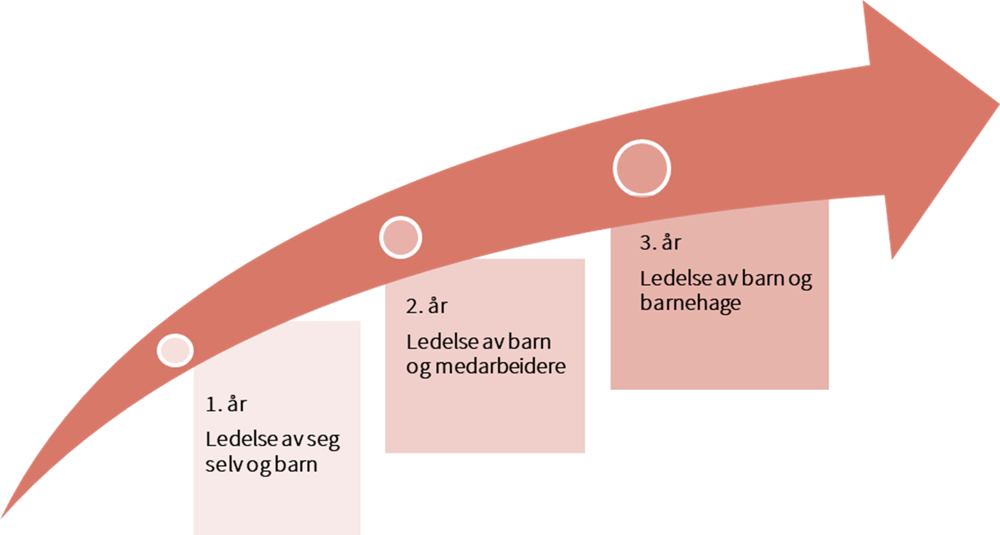 1. år
Ledelse av seg
selv og barn
2. år
Ledelse av barn
og medarbeidere
3. år
Ledelse av barn og
barnehage